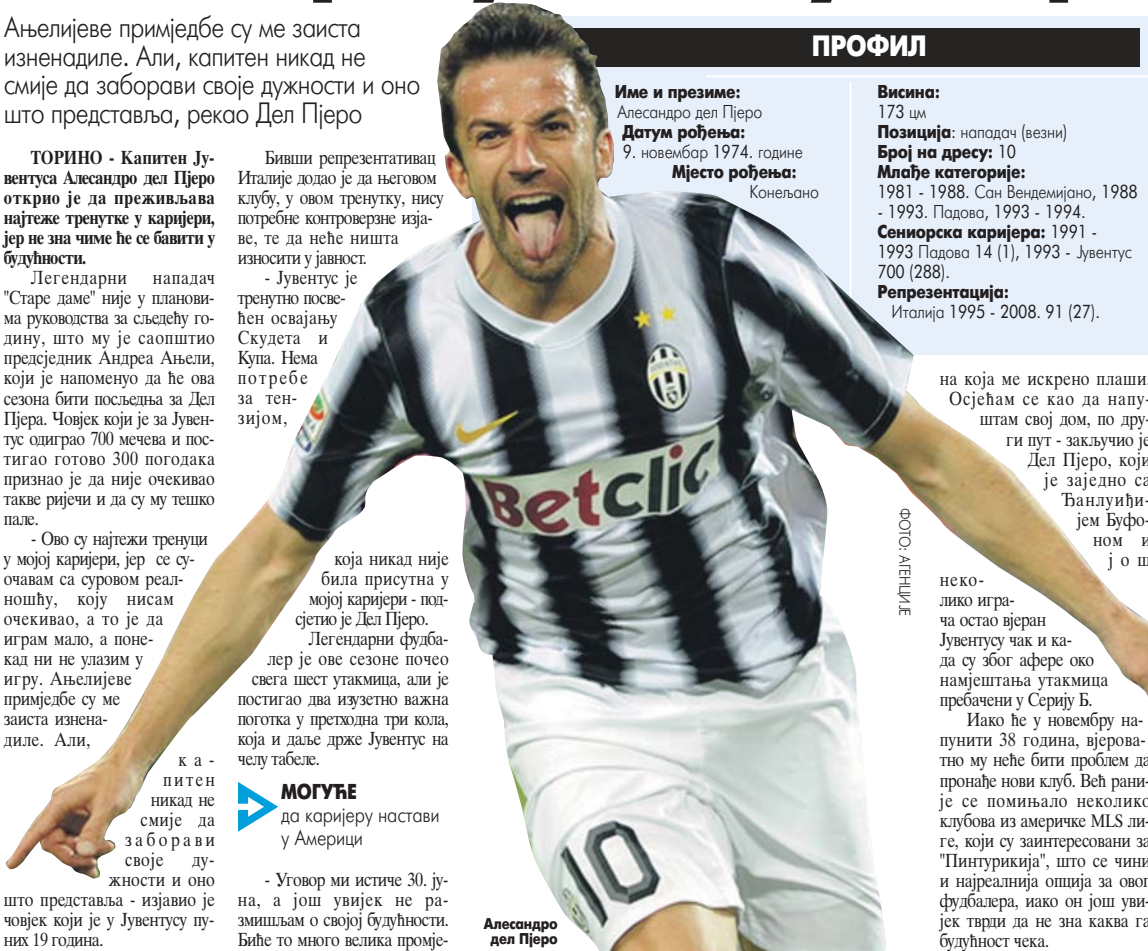 Ањелијеве примједбе су ме заиста
изненадиле. Али, капитен никад не
смије да заборави своје дужности и оно
што представља, рекао Дел Пјеро
ТОРИНО - Капитен Ју-
вентуса Алесандро дел Пјеро
открио је да преживљава
најтеже тренутке у каријери,
јер не зна чиме ће се бавити у
будућности.
Легендарни нападач
"Старе даме" није у планови-
ма руководства за сљедећу го-
дину, што му је саопштио
предсједник Андреа Ањели,
који је напоменуо да ће ова
сезона бити посљедња за Дел
Пјера. Човјек који је за Јувен-
тус одиграо 700 мечева и пос-
тигао готово 300 погодака
признао је да није очекивао
такве ријечи и да су му тешко
пале.
- Ово су најтежи тренуци
у мојој каријери, јер се су-
очавам са суровом реал-
ношћу, коју нисам
очекивао, а то је да
играм мало, а поне-
кад ни не улазим у
игру. Ањелијеве
примједбе су ме
заиста изнена-
диле. Али,
ка-
питен
никад не
смије да
заборави
своје ду-
жности и оно
што представља - изјавио је
човјек који је у Јувентусу пу-
них 19 година.
Бивши репрезентативац
Италије додао је да његовом
клубу, у овом тренутку, нису
потребне контроверзне изја-
ве, те да неће ништа
износити у јавност.
- Јувентус је
тренутно посве-
ћен освајању
Скудета и
Купа. Нема
потребе
за тен-
зијом,
која никад није
била присутна у
мојој каријери - под-
сјетио је Дел Пјеро.
Легендарни фудба-
лер је ове сезоне почео
свега шест утакмица, али је
постигао два изузетно важна
поготка у претходна три кола,
која и даље држе Јувентус на
челу табеле.
МОГУЋЕ
да каријеру настави
у Америци
- Уговор ми истиче 30. ју-
на, а још увијек не ра-
змишљам о својој будућности.
Биће то много велика промје-
на која ме искрено плаши.
Осјећам се као да напу-
штам свој дом, по дру-
ги пут - закључио је
Дел Пјеро, који
је заједно са
Ђанлуиђи-
јем Буфо-
ном и
још
неко-
лико игра-
ча остао вјеран
Јувентусу чак и ка-
да су због афере око
намјештања утакмица
пребачени у Серију Б.
Иако ће у новембру на-
пунити 38 година, вјерова-
тно му неће бити проблем да
пронађе нови клуб. Већ рани-
је се помињало неколико
клубова из америчке MLS ли-
ге, који су заинтересовани за
"Пинтурикија", што се чини
и најреалнија опција за овог
фудбалера, иако он још уви-
јек тврди да не зна каква га
будућност чека.
ПРОФИЛ
Име и презиме:
Алесандро дел Пјеро
Датум рођења:
9. новембар 1974. године
Мјесто рођења:
Конељано
Висина:
173 цм
Позиција: нападач (везни)
Број на дресу: 10
Млађе категорије:
1981 - 1988. Сан Вендемијано, 1988
- 1993. Падова, 1993 - 1994.
Сениорска каријера: 1991 -
1993 Падова 14 (1), 1993 - Јувентус
700 (288).
Репрезентација:
Италија 1995 - 2008. 91 (27).
Betclic
10
ФОТО: АГЕНЦИЈЕ
Алесандро
дел Пјеро